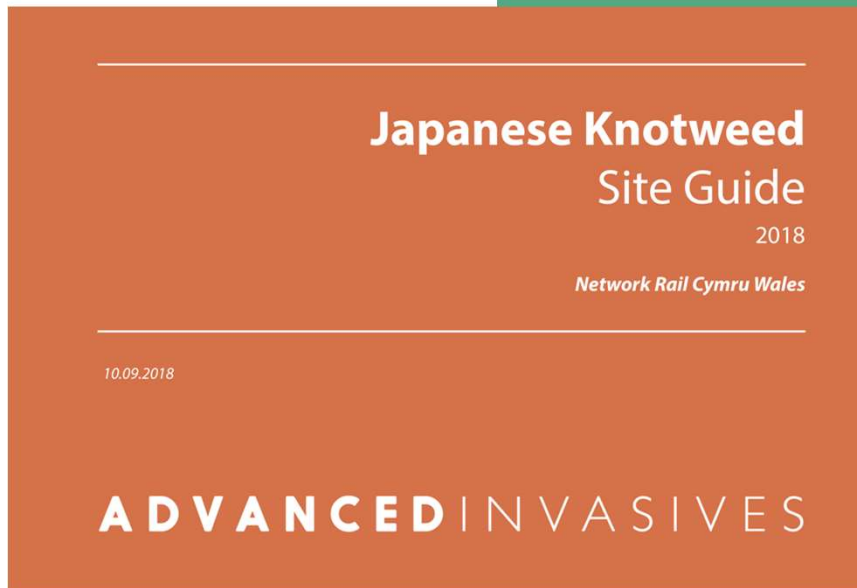 Japanese Knotweed
Site Guide
2018
Network Rail Cymru Wales
10.09.2018
ADVANCEDINVASIVES